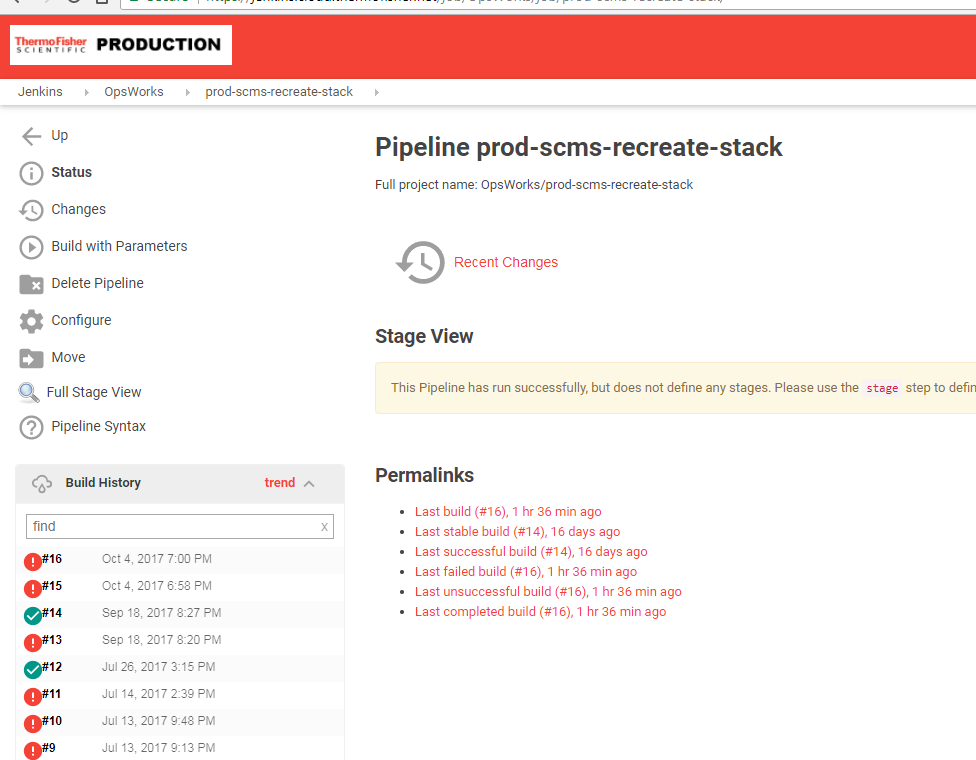 Thermo Fisher
SCIENTIFIC
PRODUCTION
Jenkins
OpsWorks
prod-scms-recreate-stack
Up
Status
Changes
Build with Parameters
Delete Pipeline
Configure
Move
Full Stage View
Pipeline Syntax
Build History
trend
find
x
#16 Oct 4, 2017 7:00 PM
#15 Oct 4, 2017 6:58 PM
#14 Sep 18, 2017 8:27 PM
#13 Sep 18, 2017 8:20 PM
#12 Jul 26, 2017 3:15 PM
#11 Jul 14, 2017 2:39 PM
#10 Jul 13, 2017 9:48 PM
#9 Jul 13, 2017 9:13 PM
Pipeline prod-scms-recreate-stack
Full project name: OpsWorks/prod-scms-recreate-stack
Recent Changes
Stage View
This Pipeline has run successfully, but does not define any stages. Please use the stage step to defin
Permalinks
Last build (#16), 1 hr 36 min ago
Last stable build (#14), 16 days ago
Last successful build (#14), 16 days ago
Last failed build (#16), 1 hr 36 min ago
Last unsuccessful build (#16), 1 hr 36 min ago
Last completed build (#16), 1 hr 36 min ago